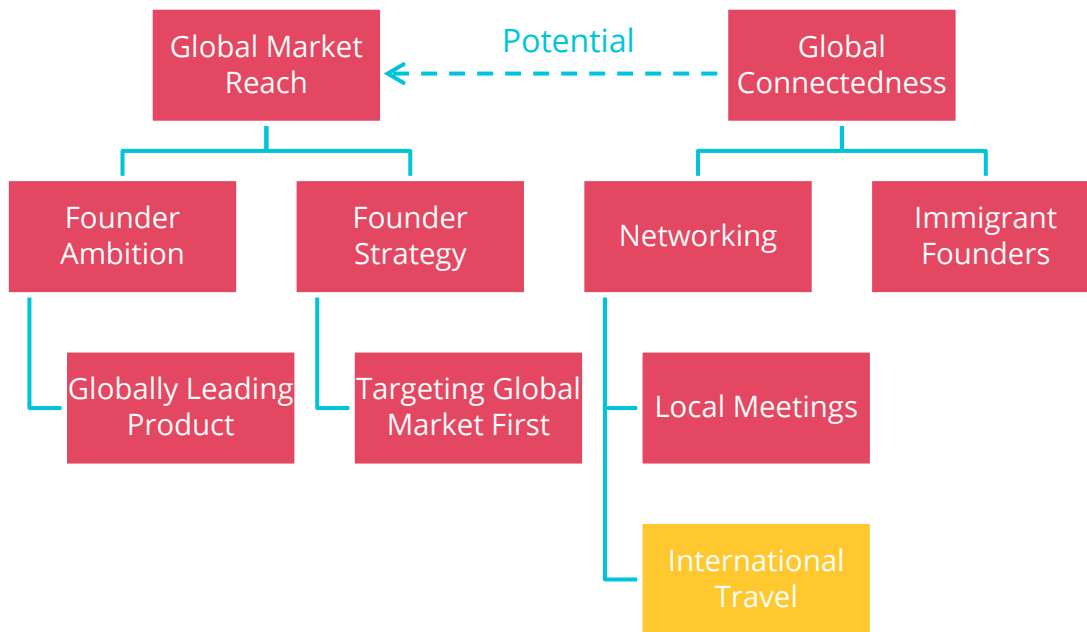 Global Market
Reach
Potential
Global
Connectedness
Founder
Ambition
Founder
Strategy
Networking
Immigrant
Founders
Globally Leading
Product
Targeting Global
Market First
Local Meetings
International
Travel